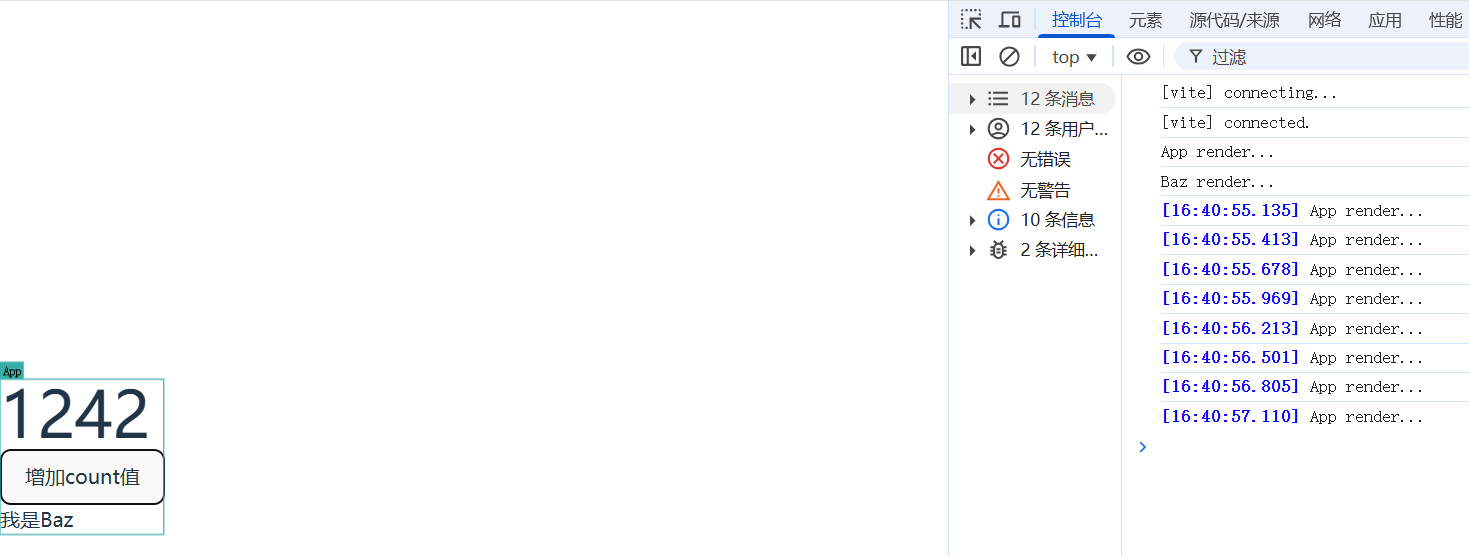 控制台 元素 源代码/来源 网络 应用 性能
top 过滤
12 条消息
12 条用户...
无错误
无警告
10 条信息
2 条详细...
[vite] connecting...
[vite] connected.
App render...
Baz render...
[16:40:55.135] App render...
[16:40:55.413] App render...
[16:40:55.678] App render...
[16:40:55.969] App render...
[16:40:56.213] App render...
[16:40:56.501] App render...
[16:40:56.805] App render...
[16:40:57.110] App render...
App
1242
增加count值
我是Baz